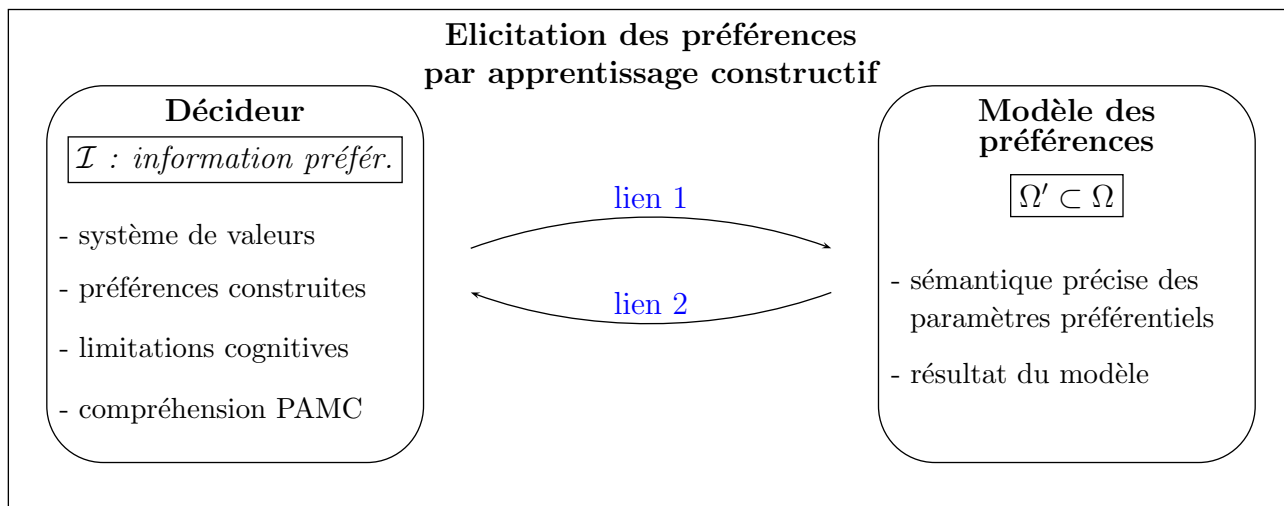 Elicitation des préférences
par apprentissage constructif
Décideur
I : information préfér.
- système de valeurs
- préférences construites
- limitations cognitives
- compréhension PAMC
lien 1
lien 2
Modèle des
préférences
Ω′ ⊂ Ω
- sémantique précise des
paramètres préférentiels
- résultat du modèle